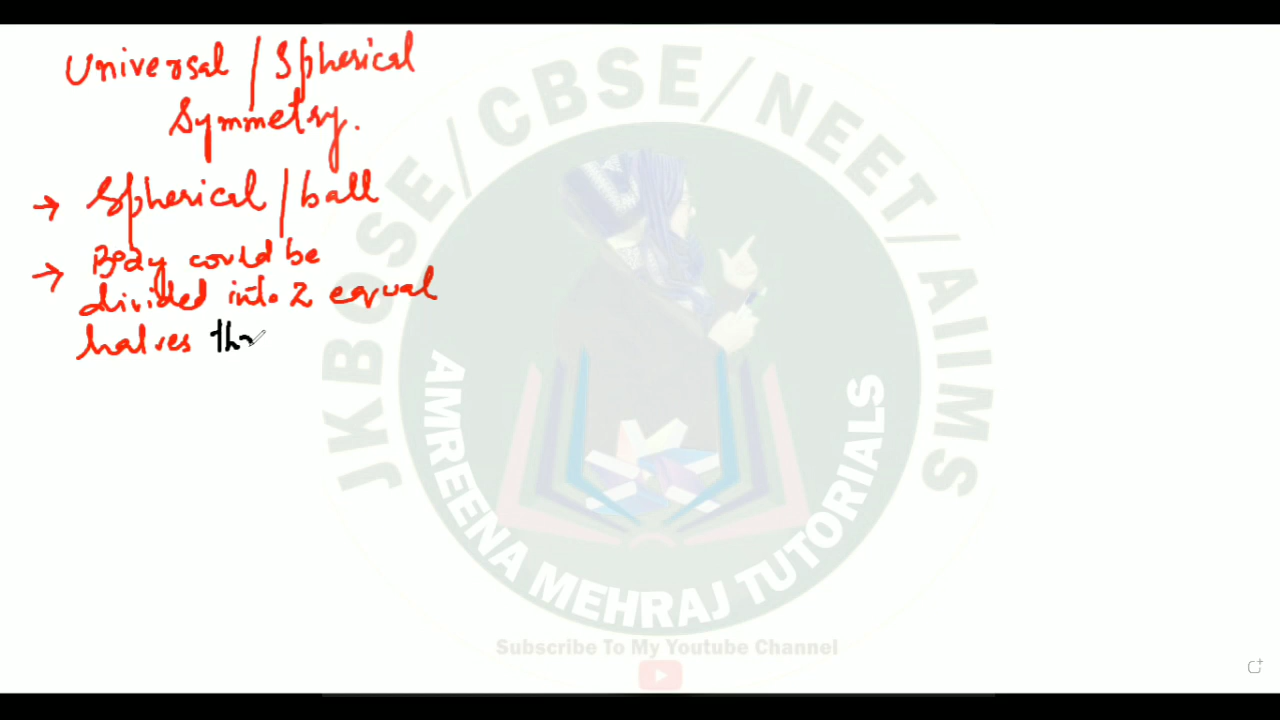 Universal / Spherical
Symmetry.
→ Spherical / ball
→ Body could be
divided into 2 equal
halves thr
JKBOSE/CBSE/NEET/AIIMS
AMREENA MEHRAJ TUTORIALS
Subscribe To My Youtube Channel